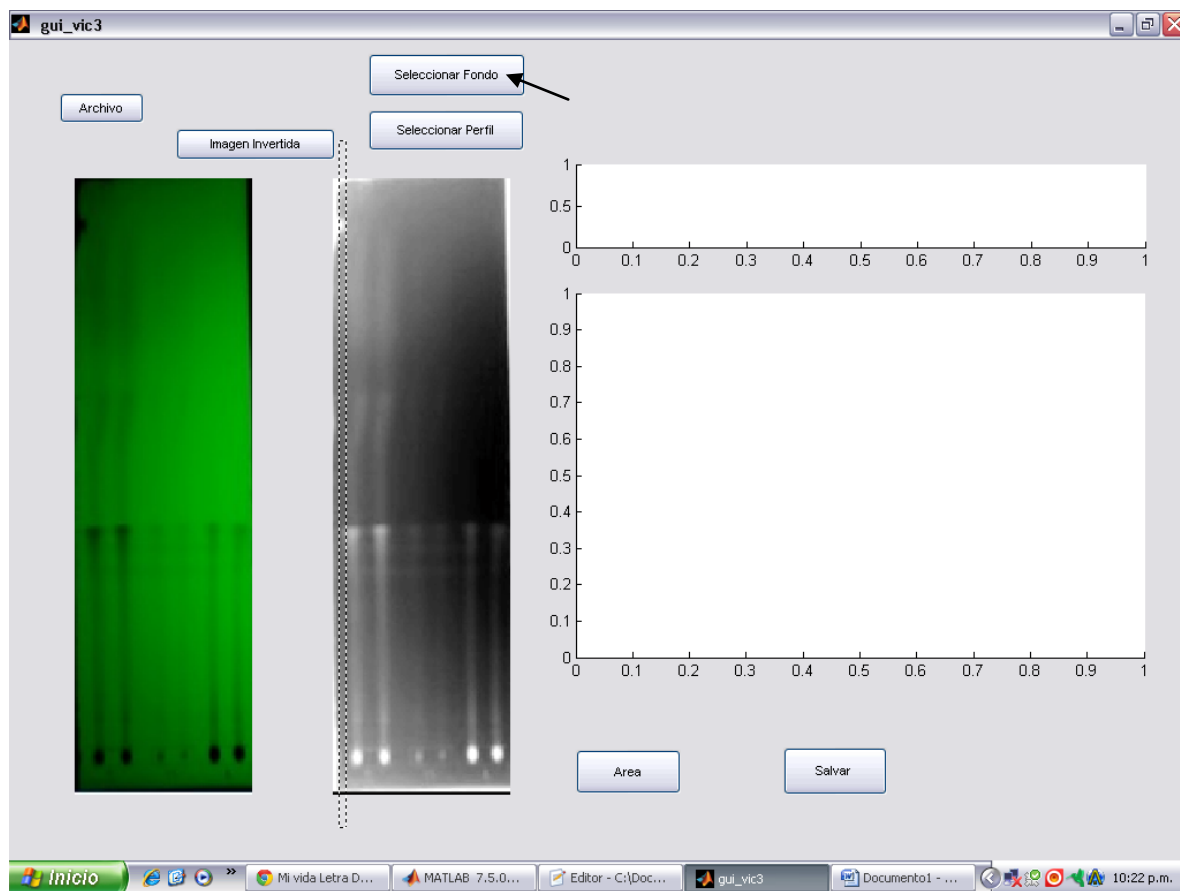 gui_vic3
Seleccionar Fondo
Archivo
Seleccionar Perfil
Imagen Invertida
1
0.5
0
0 0.1 0.2 0.3 0.4 0.5 0.6 0.7 0.8 0.9 1
1
0.9
0.8
0.7
0.6
0.5
0.4
0.3
0.2
0.1
0
0 0.1 0.2 0.3 0.4 0.5 0.6 0.7 0.8 0.9 1
Area
Salvar
Inicio » Mi vida Letra D... MATLAB 7.5.0... Editor - C:\Doc... gui_vic3 Documento1 - ... 10:22 p.m.